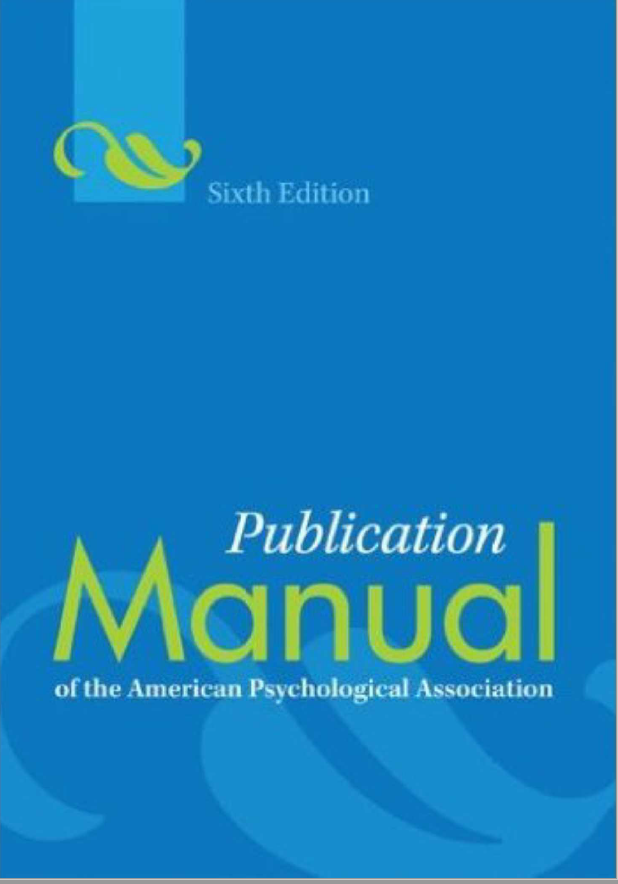 Sixth Edition
Publication
Manual
of the American Psychological Association